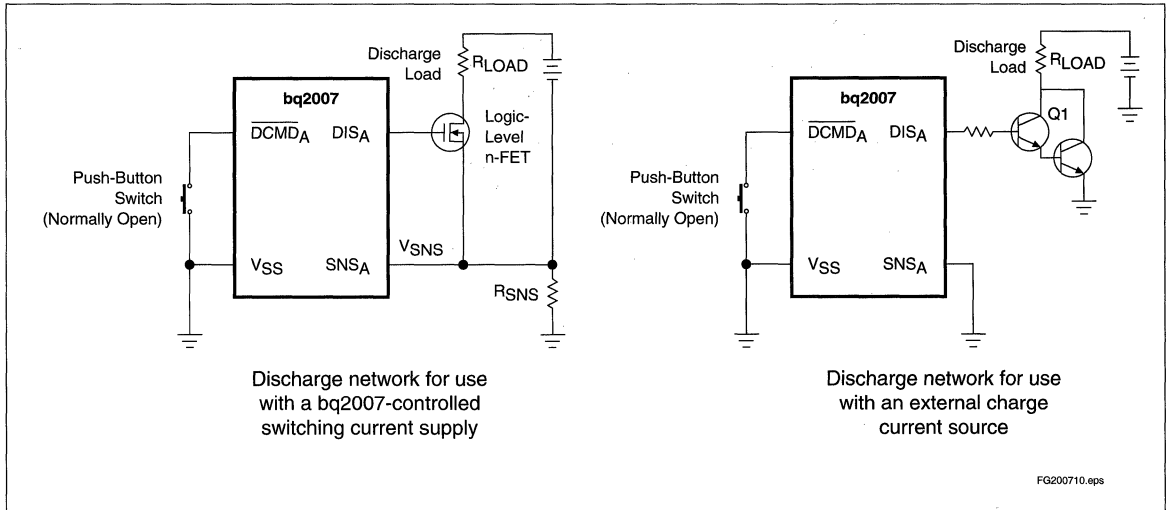 Discharge
Load
RLOAD
bq2007
DCMDA
DISA
Logic-
Level
n-FET
Push-Button
Switch
(Normally Open)
VSS
SNSA
VSNS
RSNS
Discharge network for use
with a bq2007-controlled
switching current supply
Discharge
Load
RLOAD
bq2007
DCMDA
DISA
Q1
Push-Button
Switch
(Normally Open)
VSS
SNSA
Discharge network for use
with an external charge
current source
FG200710.eps